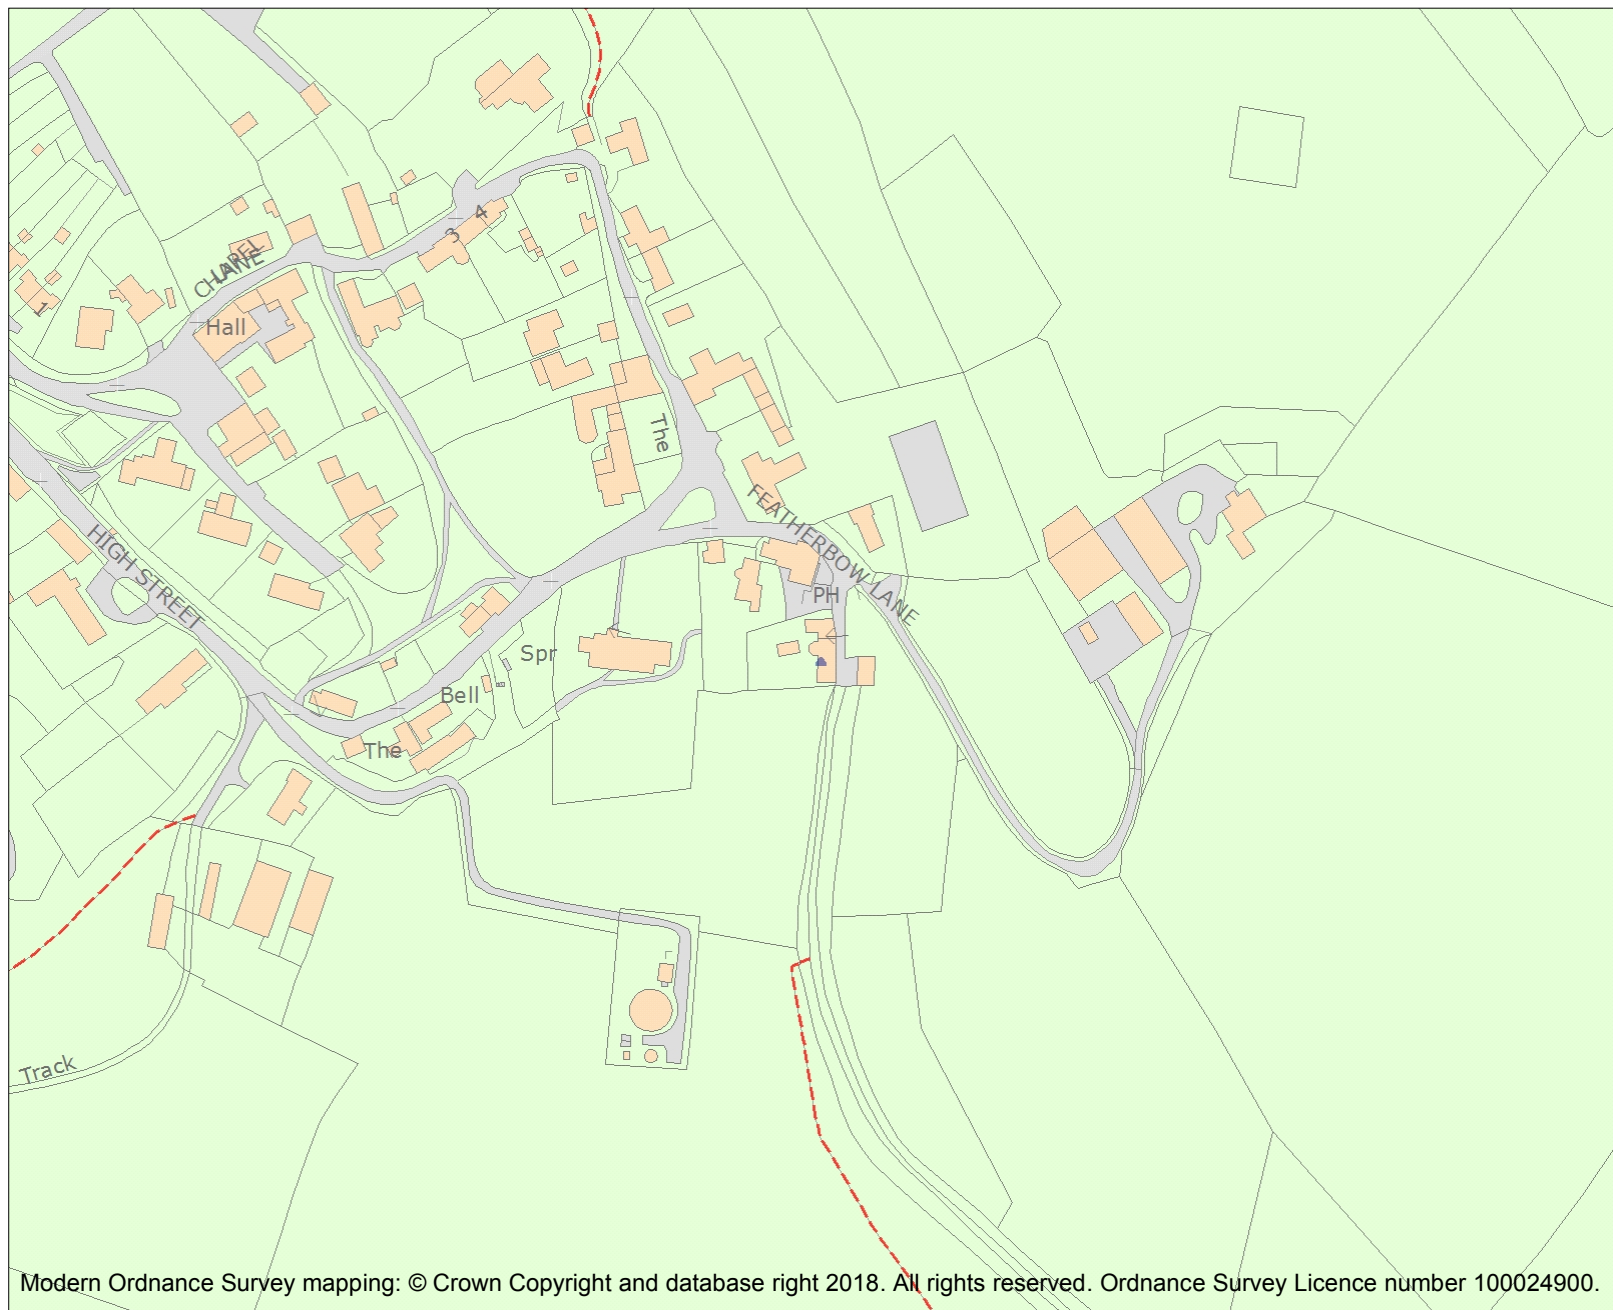 4
3
CHAPEL
LANE
1
Hall
The
FEATHERBOW LANE
HIGH STREET
PH
Spr
Bell
The
Track
Modern Ordnance Survey mapping: © Crown Copyright and database right 2018. All rights reserved. Ordnance Survey Licence number 100024900.